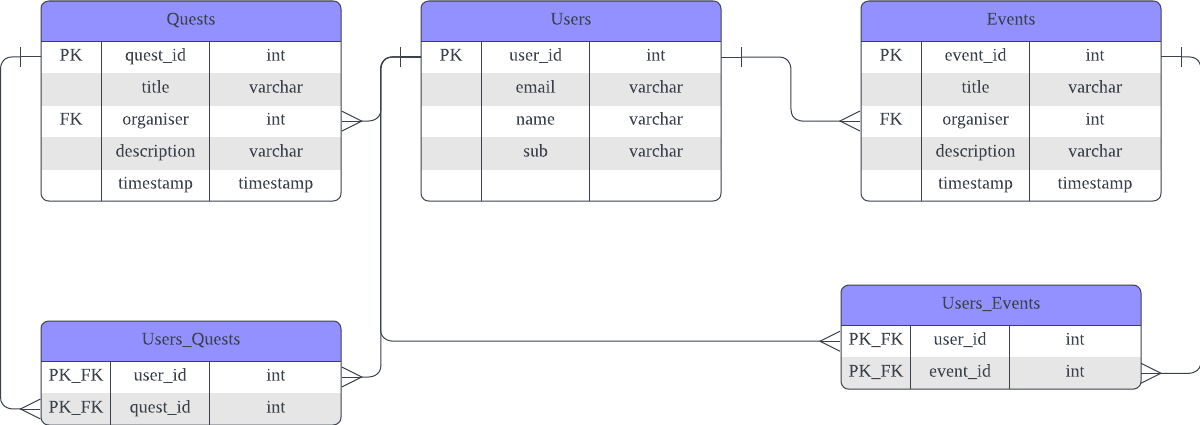 Quests
PK quest_id int
title varchar
FK organiser int
description varchar
timestamp timestamp
Users
PK user_id int
email varchar
name varchar
sub varchar
Events
PK event_id int
title varchar
FK organiser int
description varchar
timestamp timestamp
Users_Quests
PK_FK user_id int
PK_FK quest_id int
Users_Events
PK_FK user_id int
PK_FK event_id int